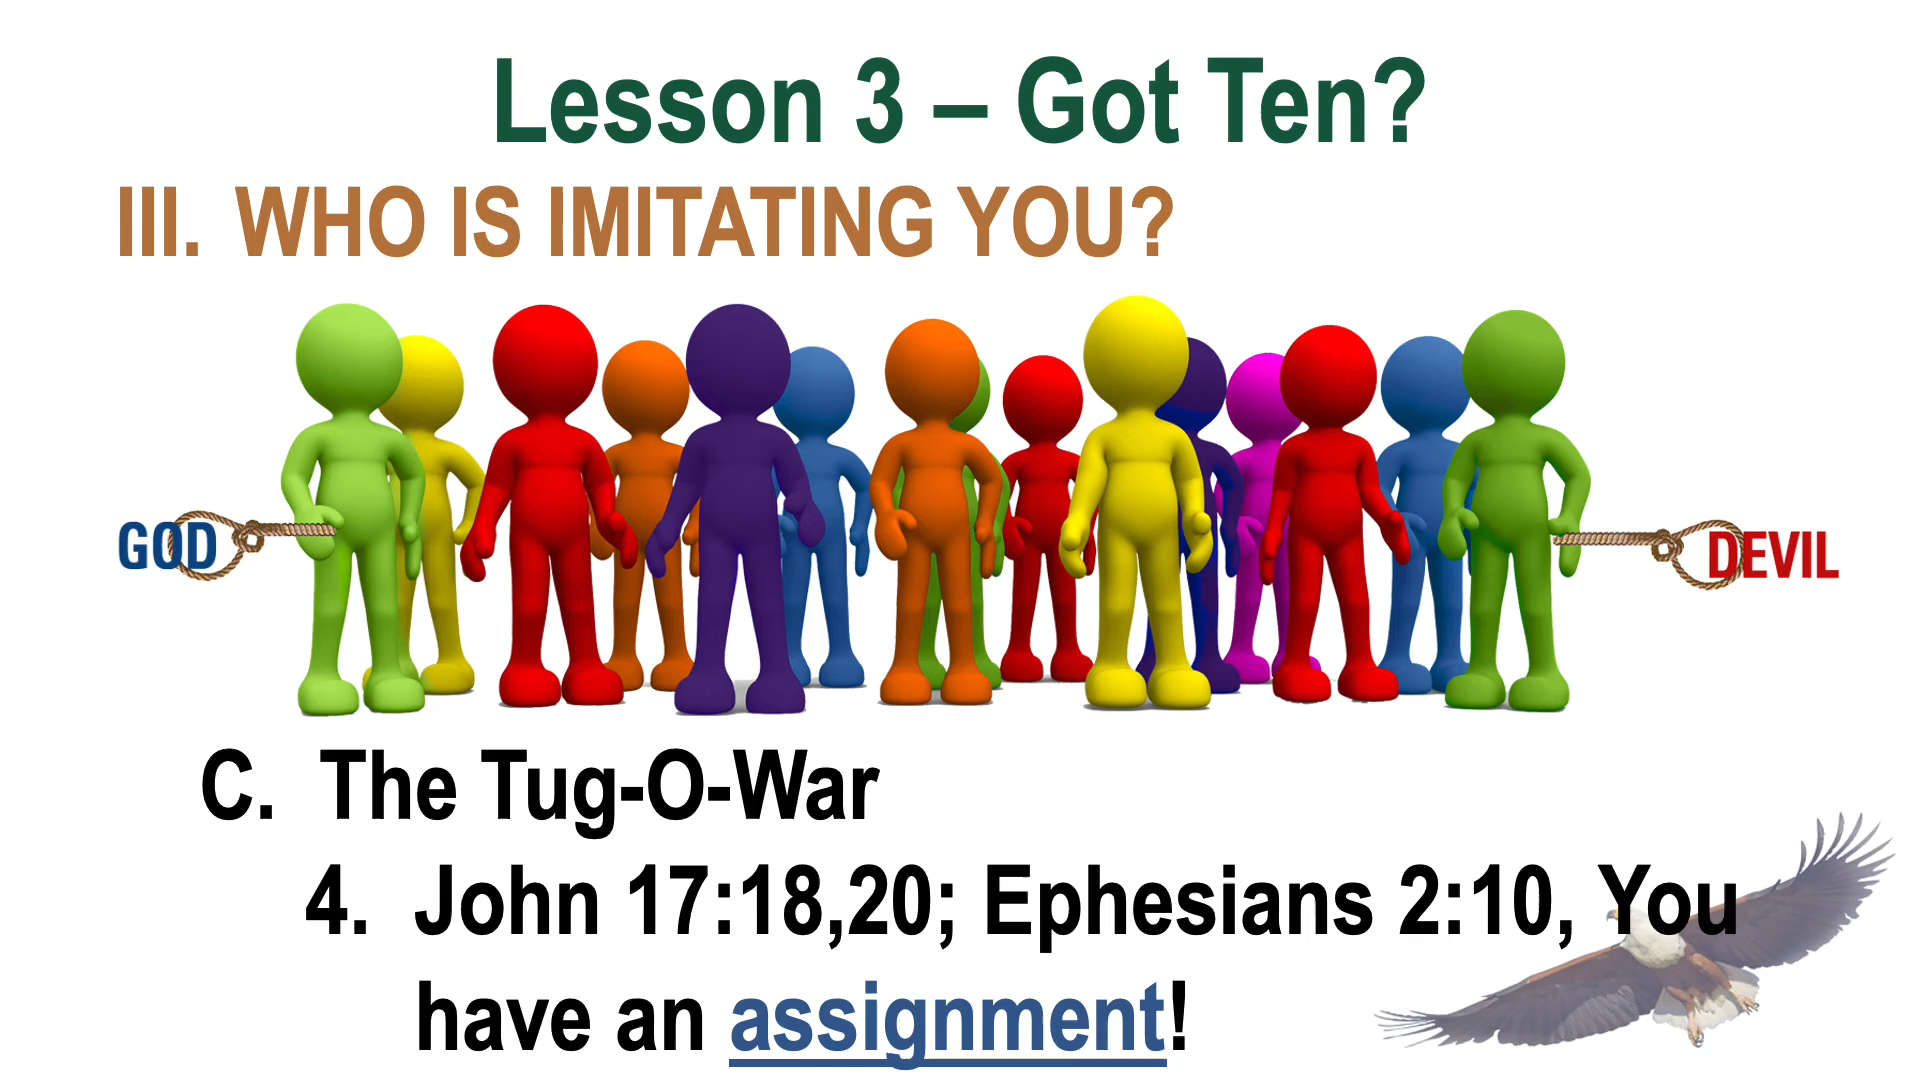 Lesson 3 – Got Ten?
III. WHO IS IMITATING YOU?
GOD
DEVIL
C. The Tug-O-War
4. John 17:18,20; Ephesians 2:10, You
have an assignment!